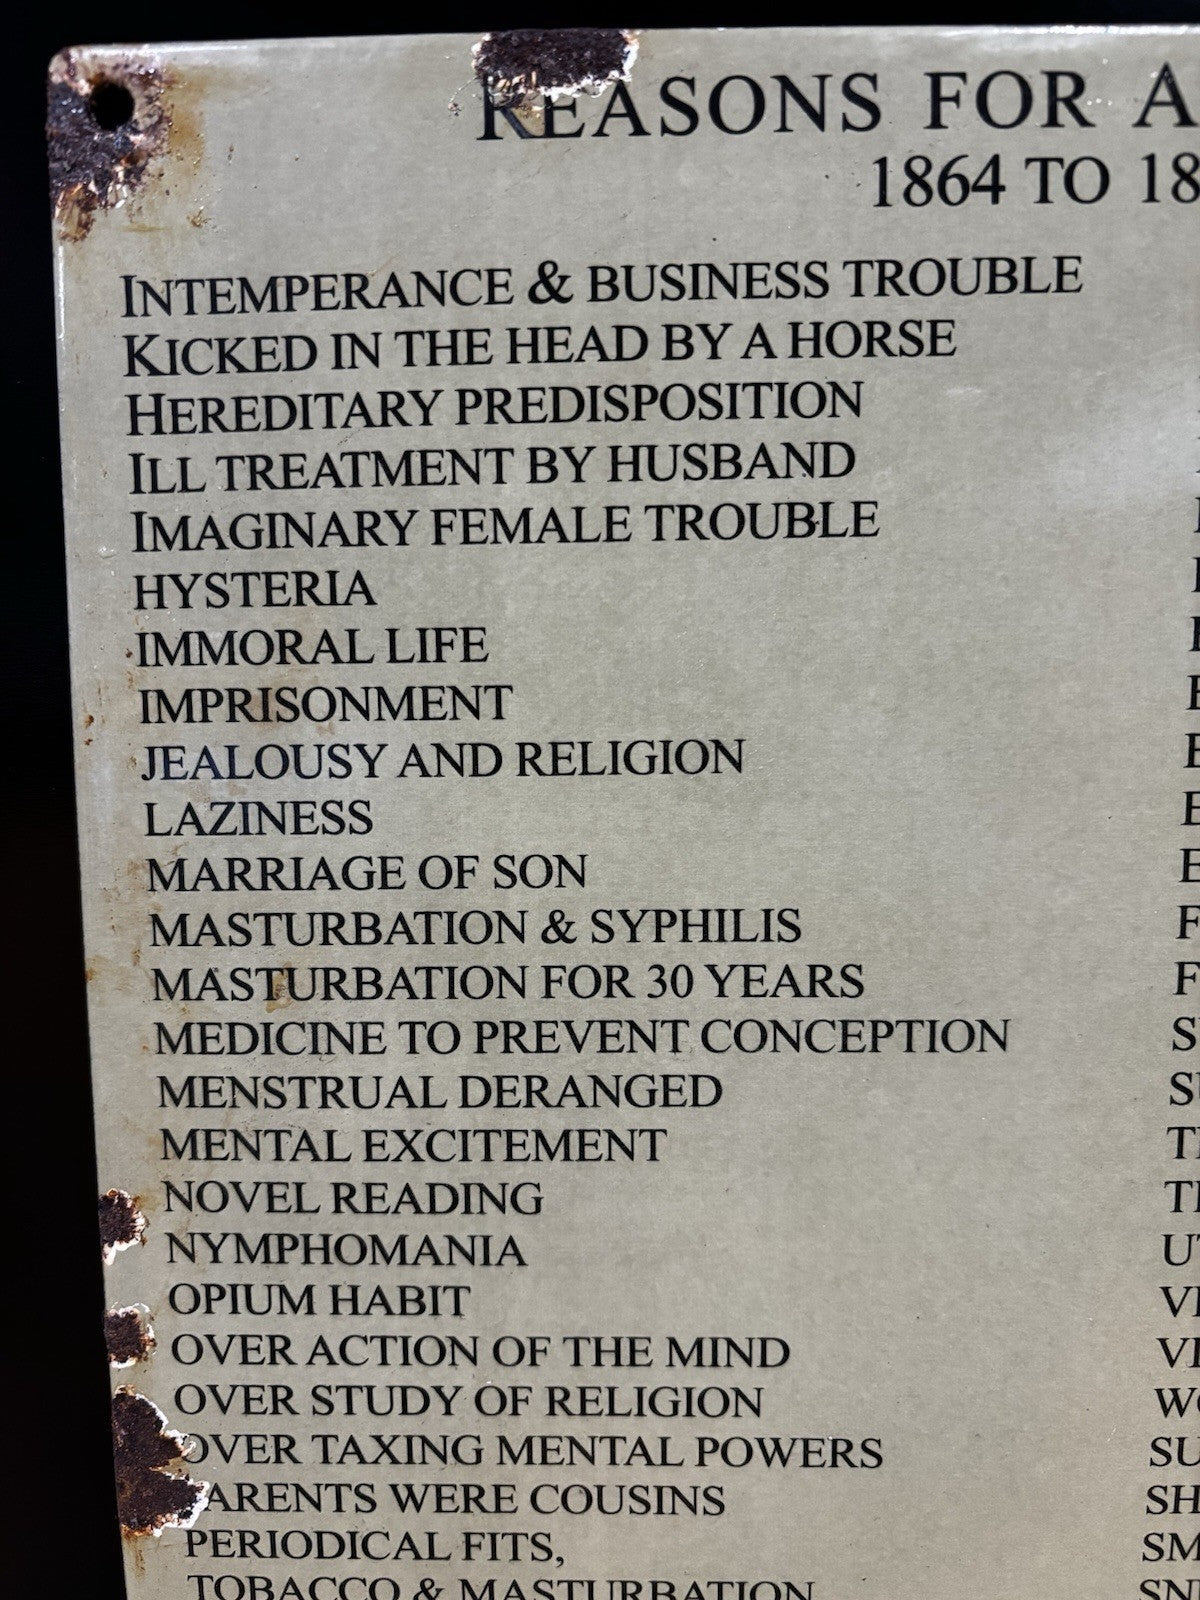 REASONS FOR A
1864 TO 18
INTEMPERANCE & BUSINESS TROUBLE
KICKED IN THE HEAD BY A HORSE
HEREDITARY PREDISPOSITION
ILL TREATMENT BY HUSBAND
IMAGINARY FEMALE TROUBLE
HYSTERIA
IMMORAL LIFE
IMPRISONMENT
JEALOUSY AND RELIGION
LAZINESS
MARRIAGE OF SON
MASTURBATION & SYPHILIS
MASTURBATION FOR 30 YEARS
MEDICINE TO PREVENT CONCEPTION
MENSTRUAL DERANGED
MENTAL EXCITEMENT
NOVEL READING
NYMPHOMANIA
OPIUM HABIT
OVER ACTION OF THE MIND
OVER STUDY OF RELIGION
OVER TAXING MENTAL POWERS
PARENTS WERE COUSINS
PERIODICAL FITS,
TOBACCO & MASTURBATION